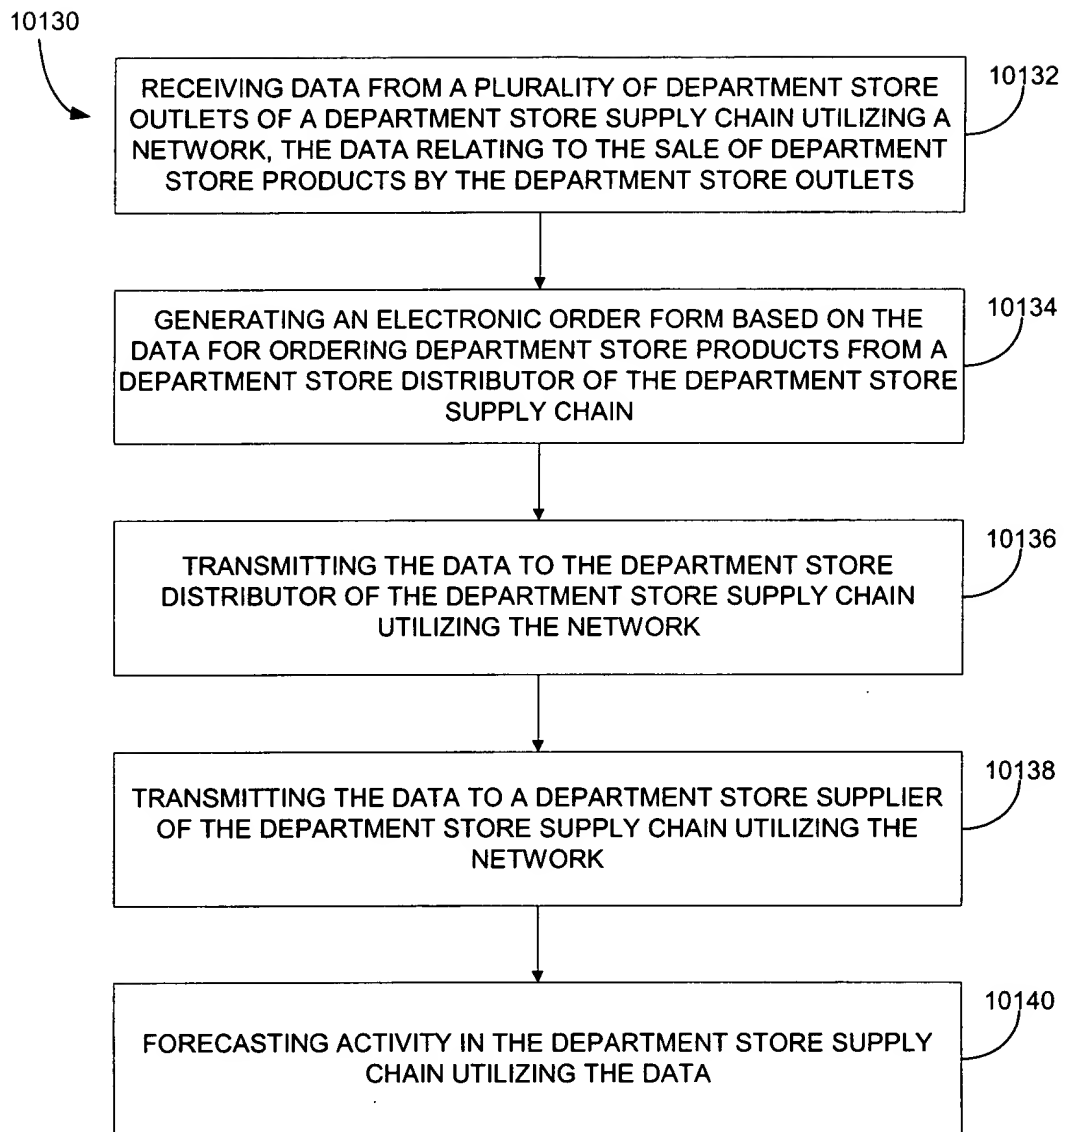 10130
10132
RECEIVING DATA FROM A PLURALITY OF DEPARTMENT STORE
OUTLETS OF A DEPARTMENT STORE SUPPLY CHAIN UTILIZING A
NETWORK, THE DATA RELATING TO THE SALE OF DEPARTMENT
STORE PRODUCTS BY THE DEPARTMENT STORE OUTLETS
10134
GENERATING AN ELECTRONIC ORDER FORM BASED ON THE
DATA FOR ORDERING DEPARTMENT STORE PRODUCTS FROM A
DEPARTMENT STORE DISTRIBUTOR OF THE DEPARTMENT STORE
SUPPLY CHAIN
10136
TRANSMITTING THE DATA TO THE DEPARTMENT STORE
DISTRIBUTOR OF THE DEPARTMENT STORE SUPPLY CHAIN
UTILIZING THE NETWORK
10138
TRANSMITTING THE DATA TO A DEPARTMENT STORE SUPPLIER
OF THE DEPARTMENT STORE SUPPLY CHAIN UTILIZING THE
NETWORK
10140
FORECASTING ACTIVITY IN THE DEPARTMENT STORE SUPPLY
CHAIN UTILIZING THE DATA